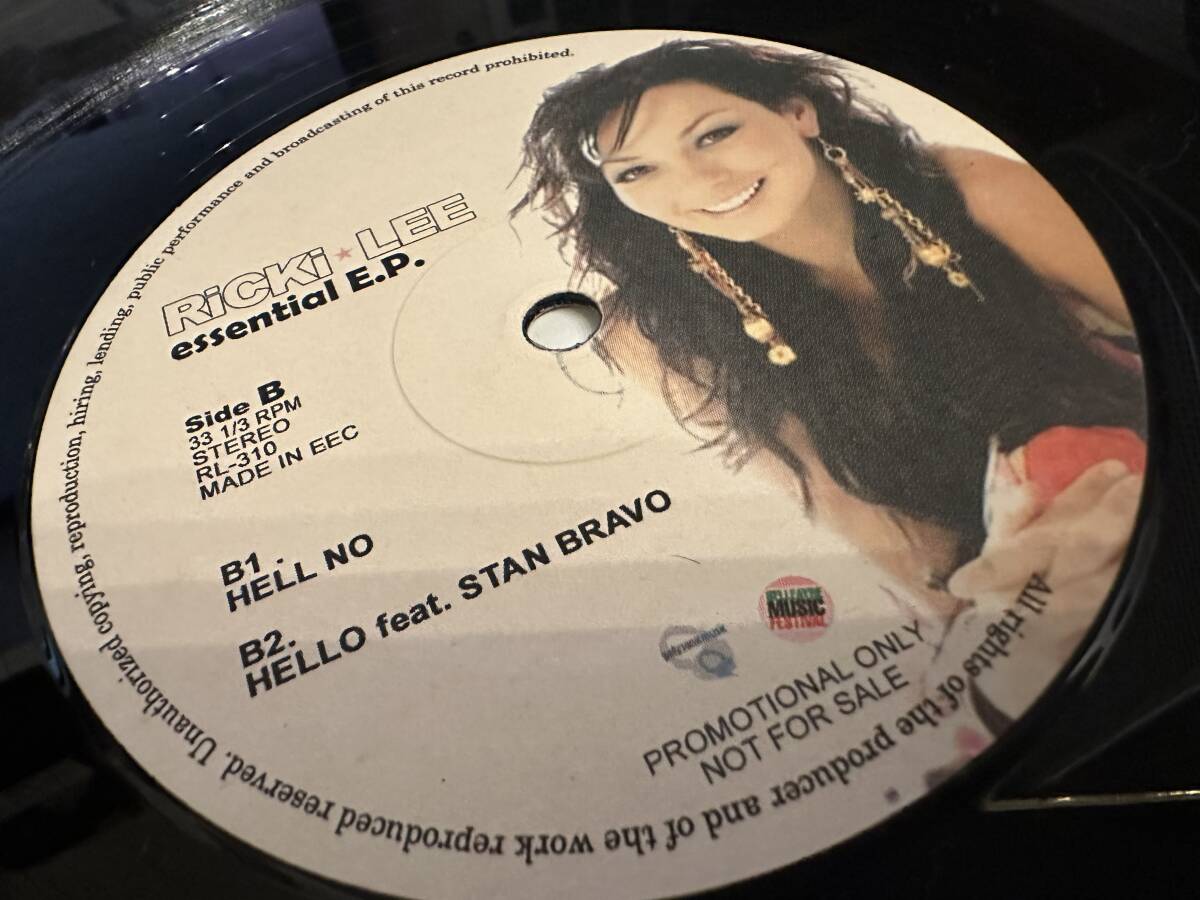 RiCKi★LEE
essential E.P.
Side B
33 1/3 RPM
STEREO
RL-310
MADE IN EEC
B1.
HELL NO
B2.
HELLO feat. STAN BRAVO
MUSIC
FESTIVAL
PROMOTIONAL ONLY
NOT FOR SALE
All rights of the producer and of the work reproduced reserved. Unauthorized copying, reproduction, hiring, lending, public performance and broadcasting of this record prohibited.